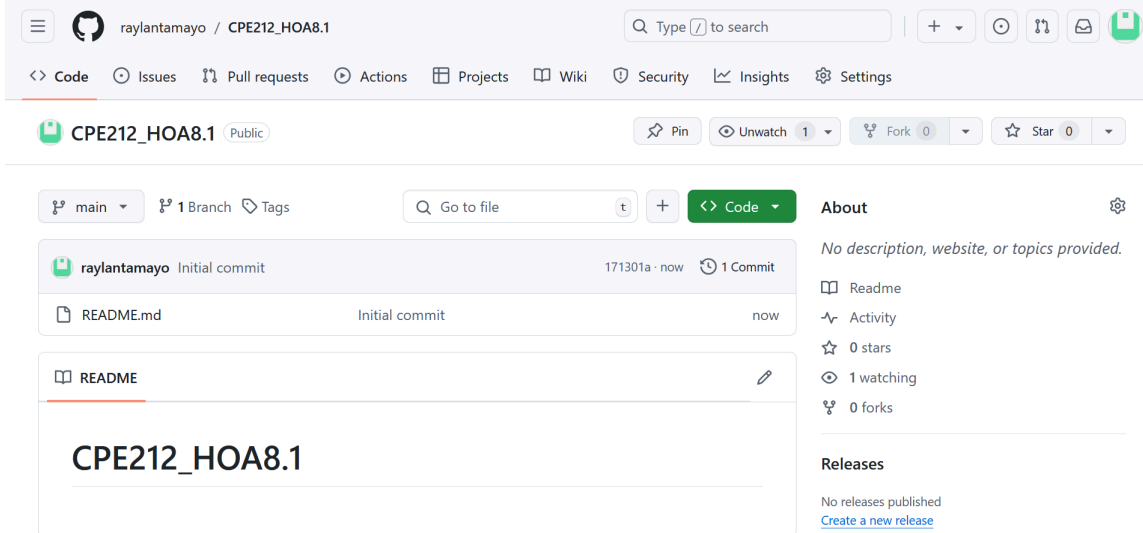 raylantamayo / CPE212_HOA8.1 Type / to search
Code Issues Pull requests Actions Projects Wiki Security Insights Settings
CPE212_HOA8.1 Public Pin Unwatch 1 Fork 0 Star 0
main 1 Branch Tags Go to file t Code
raylantamayo Initial commit 171301a · now 1 Commit
README.md Initial commit now
README
CPE212_HOA8.1
About
No description, website, or topics provided.
Readme
Activity
0 stars
1 watching
0 forks
Releases
No releases published
Create a new release